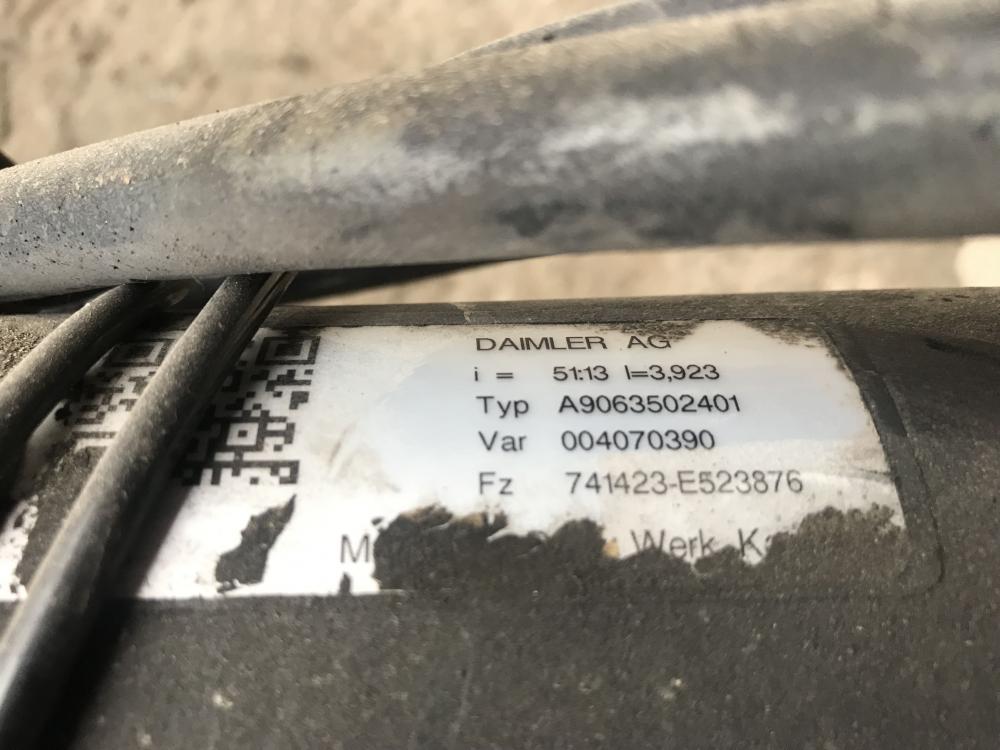 DAIMLER AG
i = 51:13 I=3,923
Typ A9063502401
Var 004070390
Fz 741423-E523876
Werk